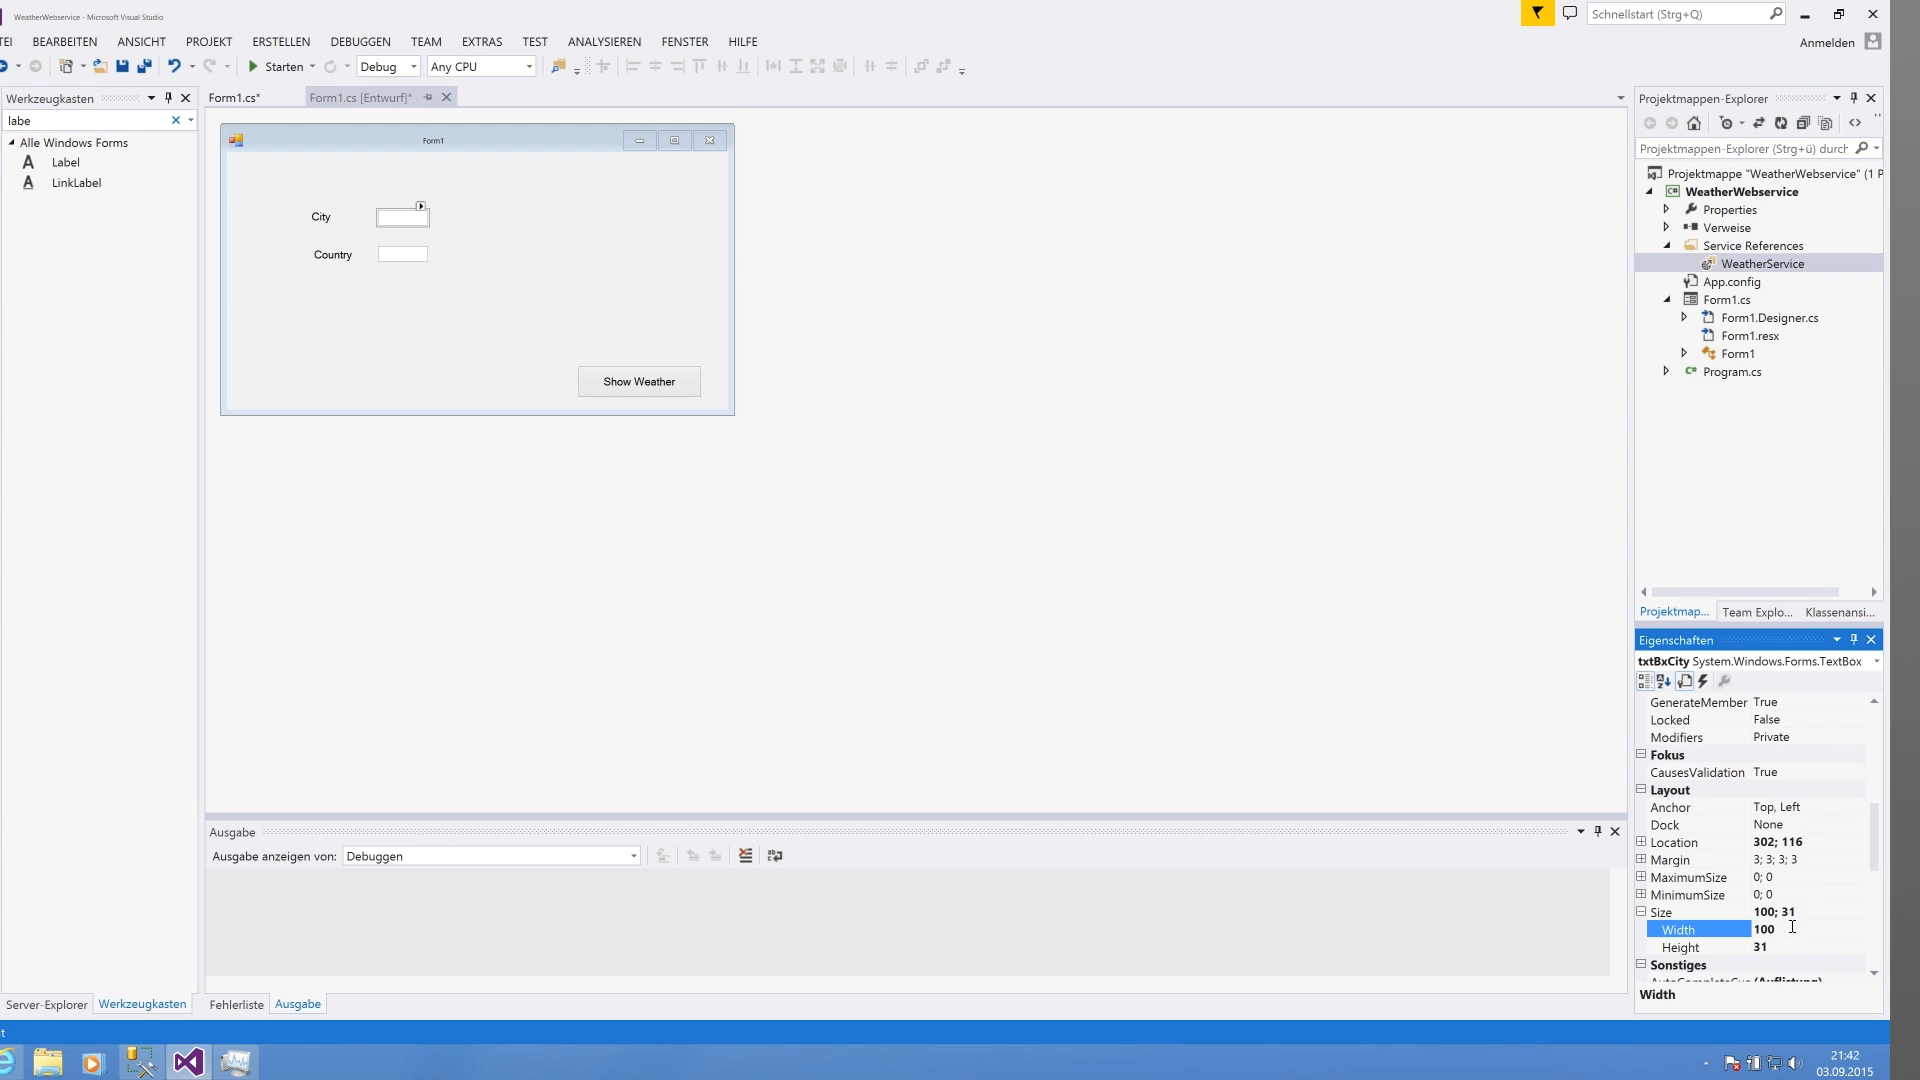 WeatherWebservice - Microsoft Visual Studio
Schnellstart (Strg+Q)
TEI BEARBEITEN ANSICHT PROJEKT ERSTELLEN DEBUGGEN TEAM EXTRAS TEST ANALYSIEREN FENSTER HILFE
Anmelden
Starten Debug Any CPU
Werkzeugkasten
labe
Alle Windows Forms
A Label
A LinkLabel
Form1.cs*
Form1.cs [Entwurf]*
Form1
City
Country
Show Weather
Projektmappen-Explorer
Projektmappen-Explorer (Strg+ü) durch
Projektmappe "WeatherWebservice" (1 P
WeatherWebservice
Properties
Verweise
Service References
WeatherService
App.config
Form1.cs
Form1.Designer.cs
Form1.resx
Form1
Program.cs
Projektmap... Team Explo... Klassenansi...
Eigenschaften
txtBxCity System.Windows.Forms.TextBox
GenerateMember True
Locked False
Modifiers Private
Fokus
CausesValidation True
Layout
Anchor Top, Left
Dock None
Location 302; 116
Margin 3; 3; 3; 3
MaximumSize 0; 0
MinimumSize 0; 0
Size 100; 31
Width 100
Height 31
Sonstiges
Width
Ausgabe
Ausgabe anzeigen von: Debuggen
Server-Explorer Werkzeugkasten
Fehlerliste Ausgabe
t
21:42
03.09.2015